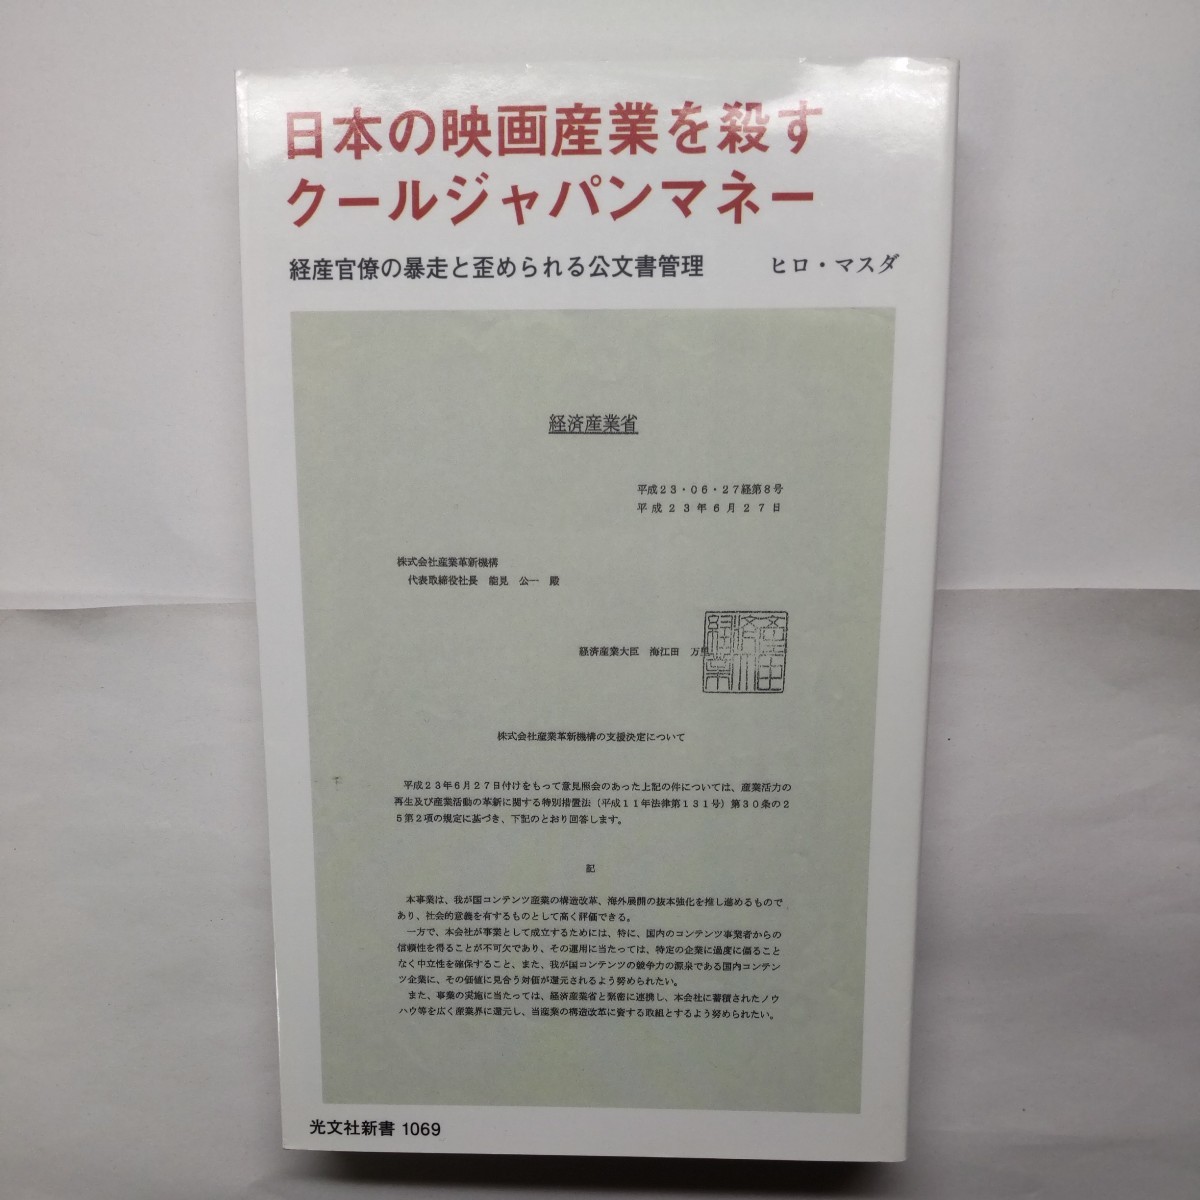 日本の映画産業を殺す
クールジャパンマネー
経産官僚の暴走と歪められる公文書管理 ヒロ・マスダ
経済産業省
平成23・06・27経第8号
平成23年6月27日
株式会社産業革新機構
代表取締役社長 能見 公一 殿
経済産業大臣 海江田 万里
株式会社産業革新機構の支援決定について
平成23年6月27日付けをもって意見照会のあった上記の件については、産業活力の
再生及び産業活動の革新に関する特別措置法（平成11年法律第131号）第30条の2
5第2項の規定に基づき、下記のとおり回答します。
記
本事業は、我が国コンテンツ産業の構造改革、海外展開の抜本強化を推し進めるもので
あり、社会的意義を有するものとして高く評価できる。
一方で、本会社が事業として成立するためには、特に、国内のコンテンツ事業者からの
信頼性を得ることが不可欠であり、その運用に当たっては、特定の企業に過度に偏ること
なく中立性を確保すること、また、我が国コンテンツの競争力の源泉である国内コンテン
ツ企業に、その価値に見合う対価が還元されるよう努められたい。
また、事業の実施に当たっては、経済産業省と緊密に連携し、本会社に蓄積されたノウ
ハウ等を広く産業界に還元し、当産業の構造改革に資する取組とするよう努められたい。
光文社新書 1069